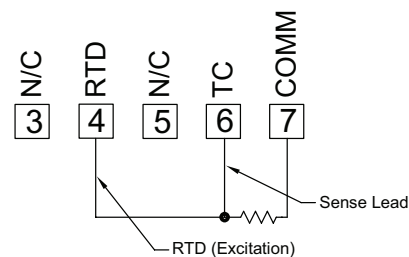 N/C RTD N/C TC COMM
3 4 5 6 7
Sense Lead
RTD (Excitation)